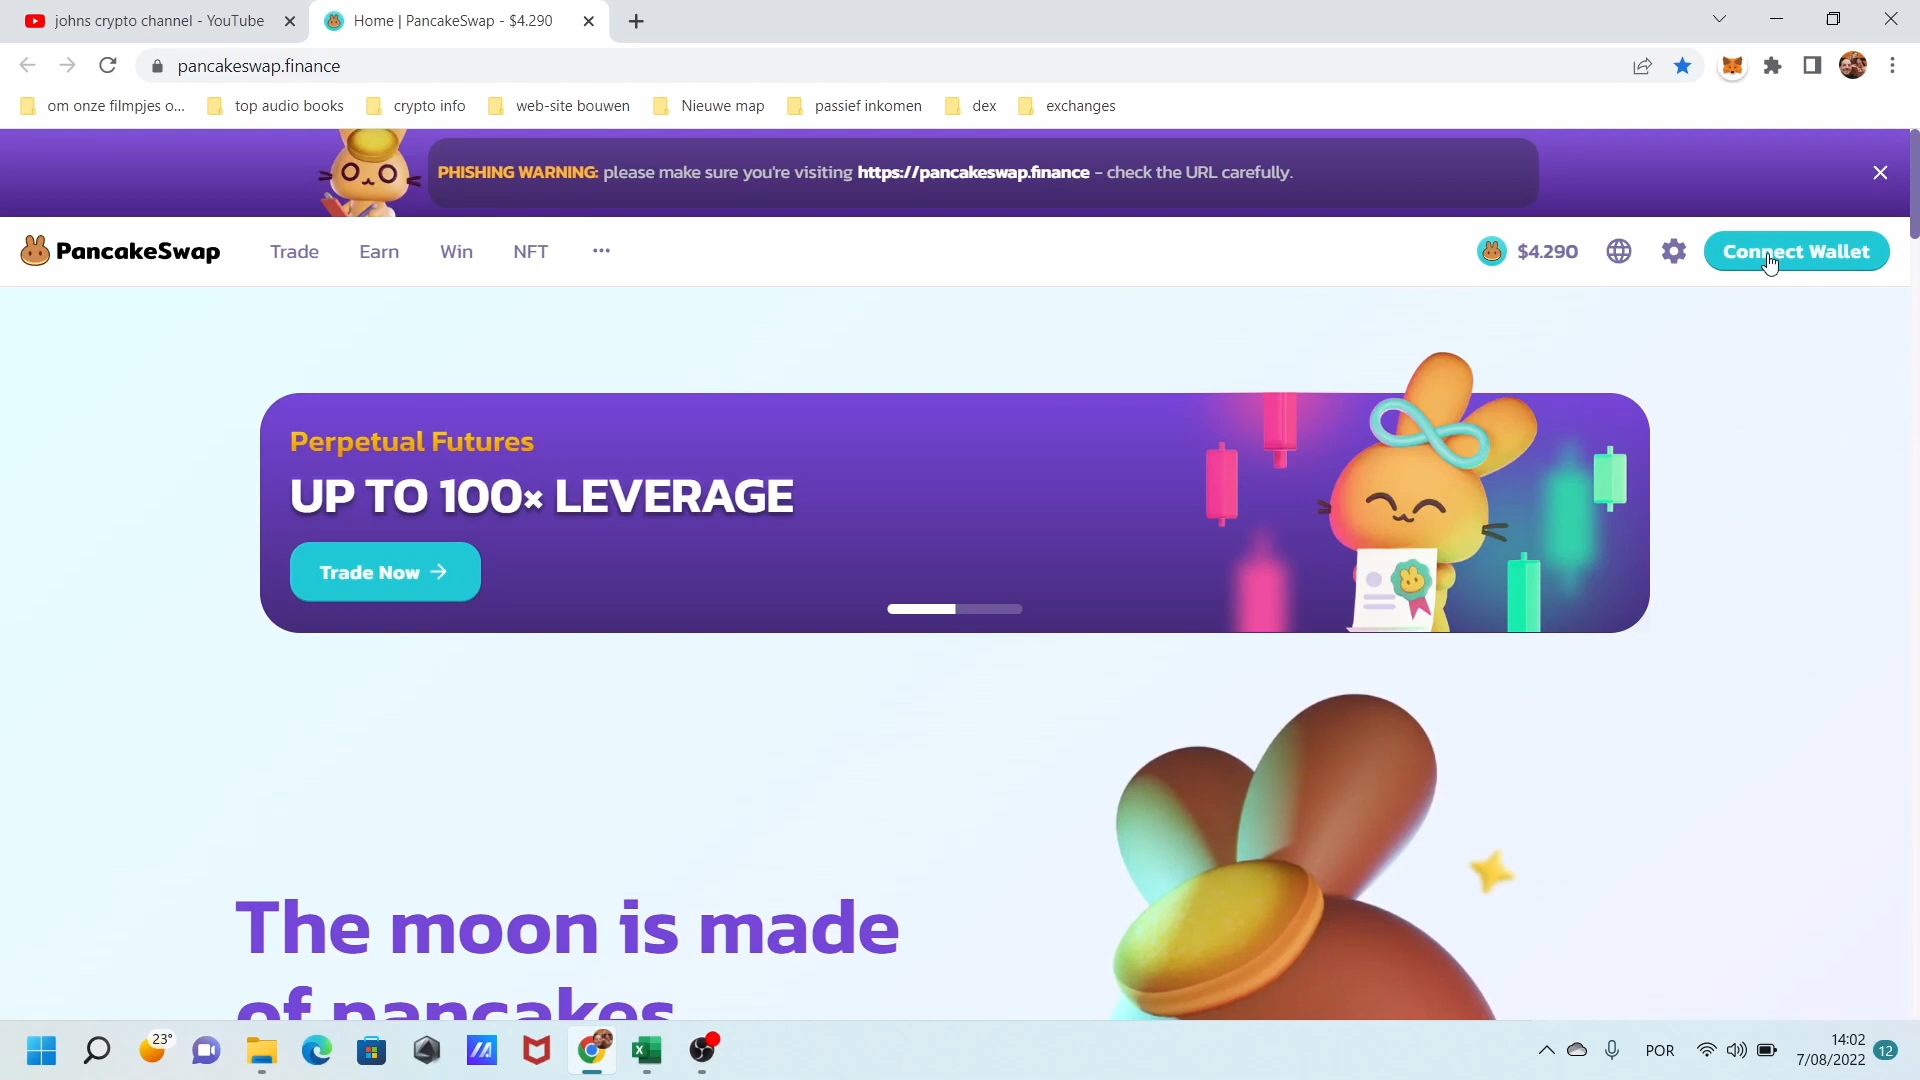 johns crypto channel - YouTube
Home | PancakeSwap - $4.290
pancakeswap.finance
om onze filmpjes o...
top audio books
crypto info
web-site bouwen
Nieuwe map
passief inkomen
dex
exchanges
PHISHING WARNING: please make sure you're visiting https://pancakeswap.finance - check the URL carefully.
PancakeSwap
Trade
Earn
Win
NFT
$4.290
Connect Wallet
Perpetual Futures
UP TO 100× LEVERAGE
Trade Now →
The moon is made
of pancakes
23°
POR
14:02
7/08/2022
12